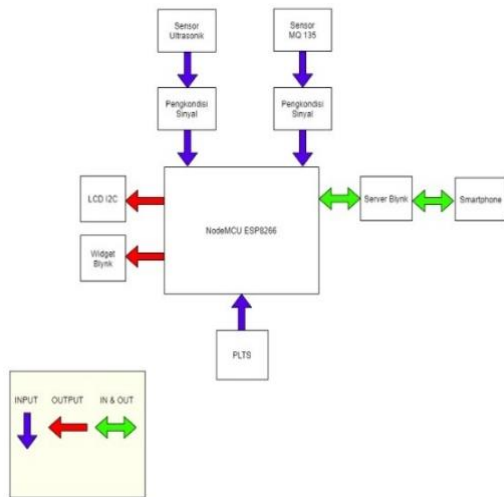 Sensor
Ultrasonik
Sensor
MQ 135
Pengkondisi
Sinyal
Pengkondisi
Sinyal
LCD I2C
NodeMCU ESP8266
Server Blynk
Smartphone
Widget
Blynk
PLTS
INPUT
OUTPUT
IN & OUT